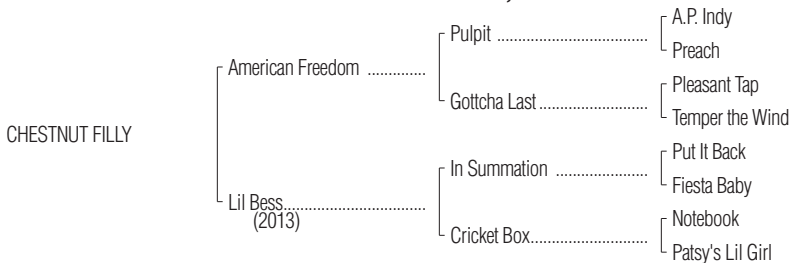 A.P. Indy
Pulpit ...............................................
Preach
American Freedom ..............
Pleasant Tap
Gottcha Last..................................
Temper the Wind
CHESTNUT FILLY
Put It Back
In Summation .............................
Fiesta Baby
Lil Bess...................................
(2013)
Notebook
Cricket Box....................................
Patsy's Lil Girl